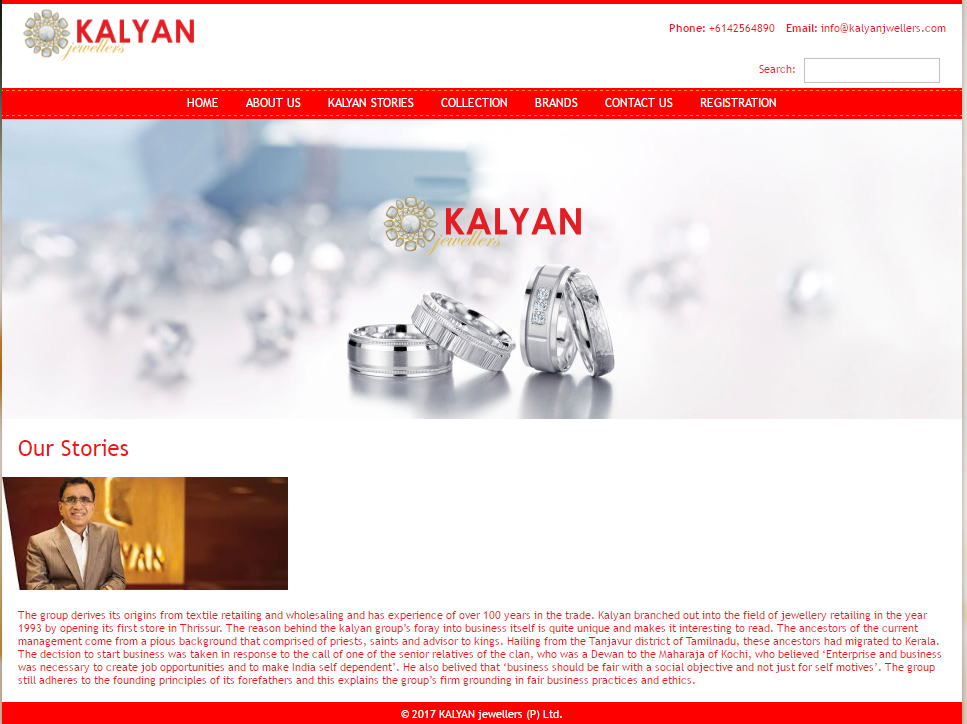 KALYAN
jewellers
Phone: +6142564890 Email: info@kalyanjwellers.com
Search:
HOME ABOUT US KALYAN STORIES COLLECTION BRANDS CONTACT US REGISTRATION
KALYAN
jewellers
Our Stories
YAN
The group derives its origins from textile retailing and wholesaling and has experience of over 100 years in the trade. Kalyan branched out into the field of jewellery retailing in the year
1993 by opening its first store in Thrissur. The reason behind the kalyan group's foray into business itself is quite unique and makes it interesting to read. The ancestors of the current
management come from a pious background that comprised of priests, saints and advisor to kings. Hailing from the Tanjavur district of Tamilnadu, these ancestors had migrated to Kerala.
The decision to start business was taken in response to the call of one of the senior relatives of the clan, who was a Dewan to the Maharaja of Kochi, who believed ‘Enterprise and business
was necessary to create job opportunities and to make India self dependent’. He also belived that ‘business should be fair with a social objective and not just for self motives’. The group
still adheres to the founding principles of its forefathers and this explains the group’s firm grounding in fair business practices and ethics.
© 2017 KALYAN jewellers (P) Ltd.